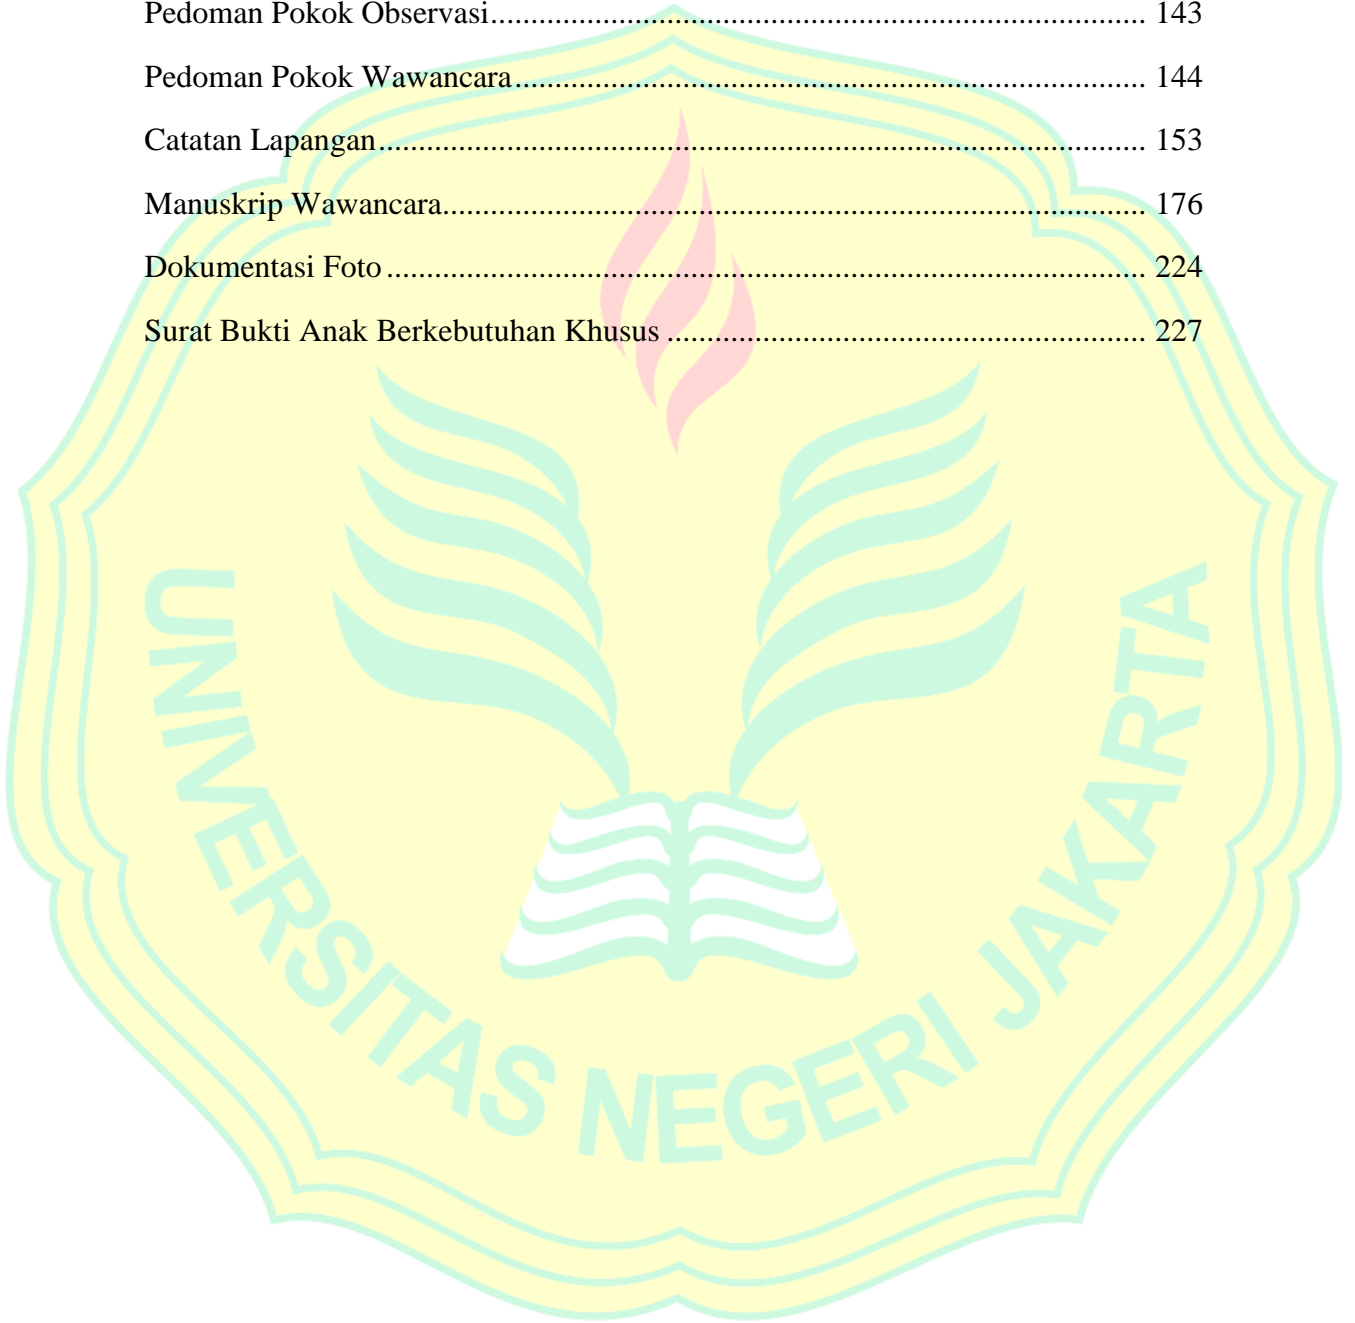 Pedoman Pokok Observasi.................................................................................... 143
Pedoman Pokok Wawancara................................................................................. 144
Catatan Lapangan.................................................................................................. 153
Manuskrip Wawancara.......................................................................................... 176
Dokumentasi Foto ................................................................................................. 224
Surat Bukti Anak Berkebutuhan Khusus ............................................................. 227
UNIVERSITAS NEGERI JAKARTA